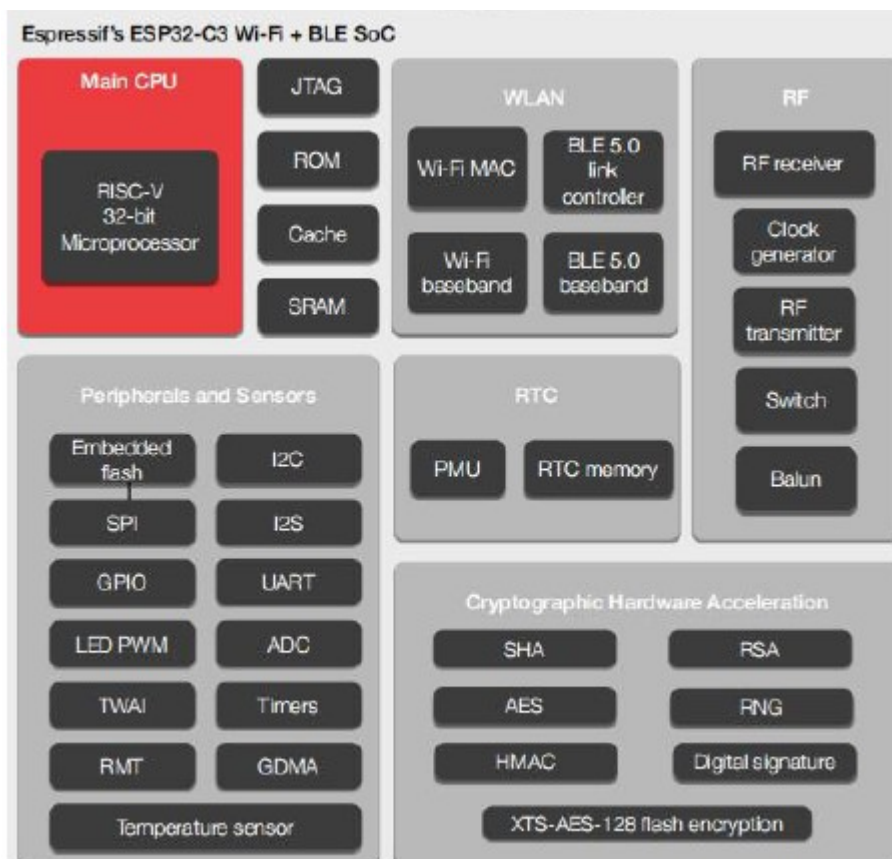 Espressif's ESP32-C3 Wi-Fi + BLE SoC
Main CPU
RISC-V
32-bit
Microprocessor
JTAG
ROM
Cache
SRAM
WLAN
Wi-Fi MAC
BLE 5.0
link
controller
Wi-Fi
baseband
BLE 5.0
baseband
RF
RF receiver
Clock
generator
RF
transmitter
Switch
Balun
Peripherals and Sensors
Embedded
flash
I2C
SPI
I2S
GPIO
UART
LED PWM
ADC
TWAI
Timers
RMT
GDMA
Temperature sensor
RTC
PMU
RTC memory
Cryptographic Hardware Acceleration
SHA
RSA
AES
RNG
HMAC
Digital signature
XTS-AES-128 flash encryption